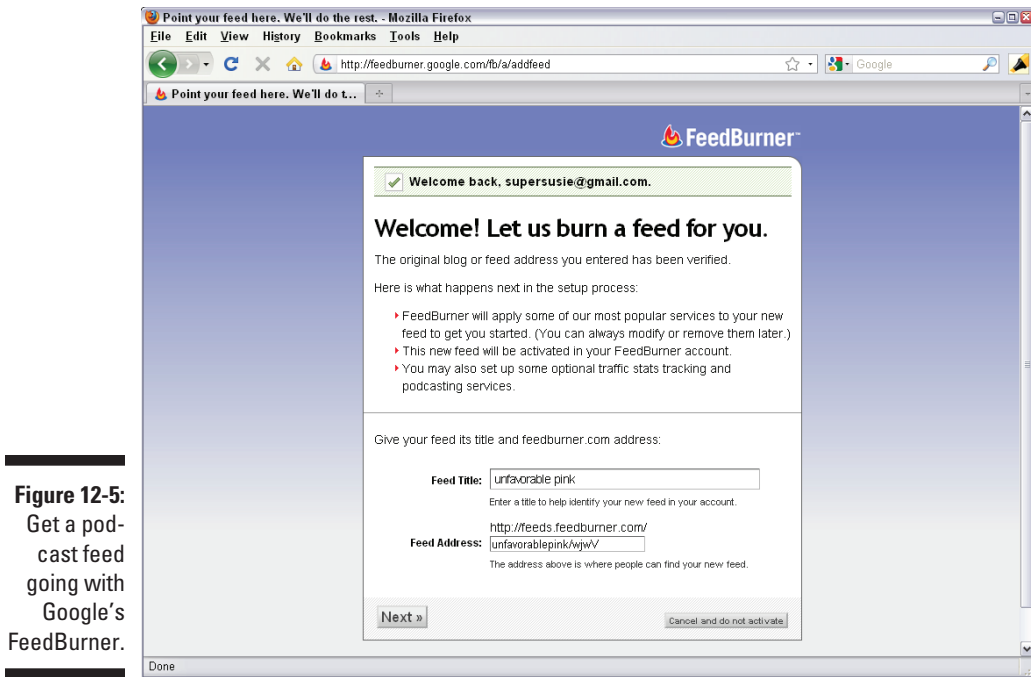 Point your feed here. We'll do the rest. - Mozilla Firefox
File Edit View History Bookmarks Tools Help
http://feedburner.google.com/fb/a/addfeed
Google
Point your feed here. We'll do t...
FeedBurner™
Welcome back, supersusie@gmail.com.
Welcome! Let us burn a feed for you.
The original blog or feed address you entered has been verified.
Here is what happens next in the setup process:
FeedBurner will apply some of our most popular services to your new
feed to get you started. (You can always modify or remove them later.)
This new feed will be activated in your FeedBurner account.
You may also set up some optional traffic stats tracking and
podcasting services.
Give your feed its title and feedburner.com address:
Feed Title: unfavorable pink
Enter a title to help identify your new feed in your account.
http://feeds.feedburner.com/
Feed Address: unfavorablepink/wjwV
The address above is where people can find your new feed.
Next »
Cancel and do not activate
Done
Figure 12-5:
Get a pod-
cast feed
going with
Google's
FeedBurner.